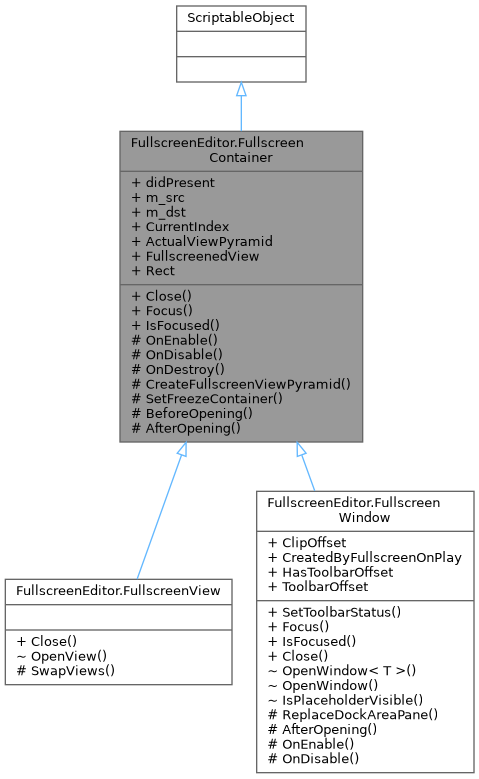 ScriptableObject
FullscreenEditor.Fullscreen
Container
+ didPresent
+ m_src
+ m_dst
+ CurrentIndex
+ ActualViewPyramid
+ FullscreenedView
+ Rect
+ Close()
+ Focus()
+ IsFocused()
# OnEnable()
# OnDisable()
# OnDestroy()
# CreateFullscreenViewPyramid()
# SetFreezeContainer()
# BeforeOpening()
# AfterOpening()
FullscreenEditor.FullscreenView
+ Close()
~ OpenView()
# SwapViews()
FullscreenEditor.Fullscreen
Window
+ ClipOffset
+ CreatedByFullscreenOnPlay
+ HasToolbarOffset
+ ToolbarOffset
+ SetToolbarStatus()
+ Focus()
+ IsFocused()
+ Close()
~ OpenWindow< T >()
~ OpenWindow()
~ IsPlaceholderVisible()
# ReplaceDockAreaPane()
# AfterOpening()
# OnEnable()
# OnDisable()